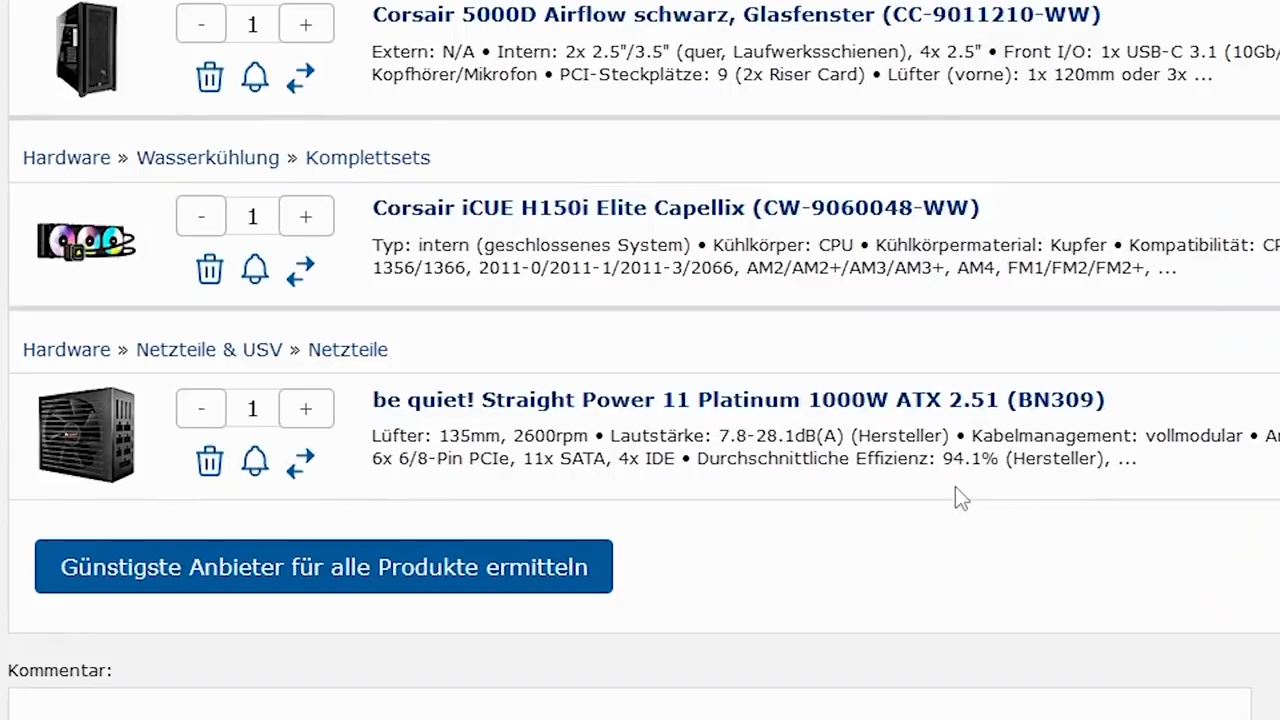 - 1 +
Corsair 5000D Airflow schwarz, Glasfenster (CC-9011210-WW)
Extern: N/A • Intern: 2x 2.5"/3.5" (quer, Laufwerksschienen), 4x 2.5" • Front I/O: 1x USB-C 3.1 (10Gb/
Kopfhörer/Mikrofon • PCI-Steckplätze: 9 (2x Riser Card) • Lüfter (vorne): 1x 120mm oder 3x ...
Hardware » Wasserkühlung » Komplettsets
- 1 +
Corsair iCUE H150i Elite Capellix (CW-9060048-WW)
Typ: intern (geschlossenes System) • Kühlkörper: CPU • Kühlkörpermaterial: Kupfer • Kompatibilität:
1356/1366, 2011-0/2011-1/2011-3/2066, AM2/AM2+/AM3/AM3+, AM4, FM1/FM2/FM2+, ...
Hardware » Netzteile & USV » Netzteile
- 1 +
be quiet! Straight Power 11 Platinum 1000W ATX 2.51 (BN309)
Lüfter: 135mm, 2600rpm • Lautstärke: 7.8-28.1dB(A) (Hersteller) • Kabelmanagement: vollmodular •
6x 6/8-Pin PCIe, 11x SATA, 4x IDE • Durchschnittliche Effizienz: 94.1% (Hersteller), ...
Günstigste Anbieter für alle Produkte ermitteln
Kommentar: